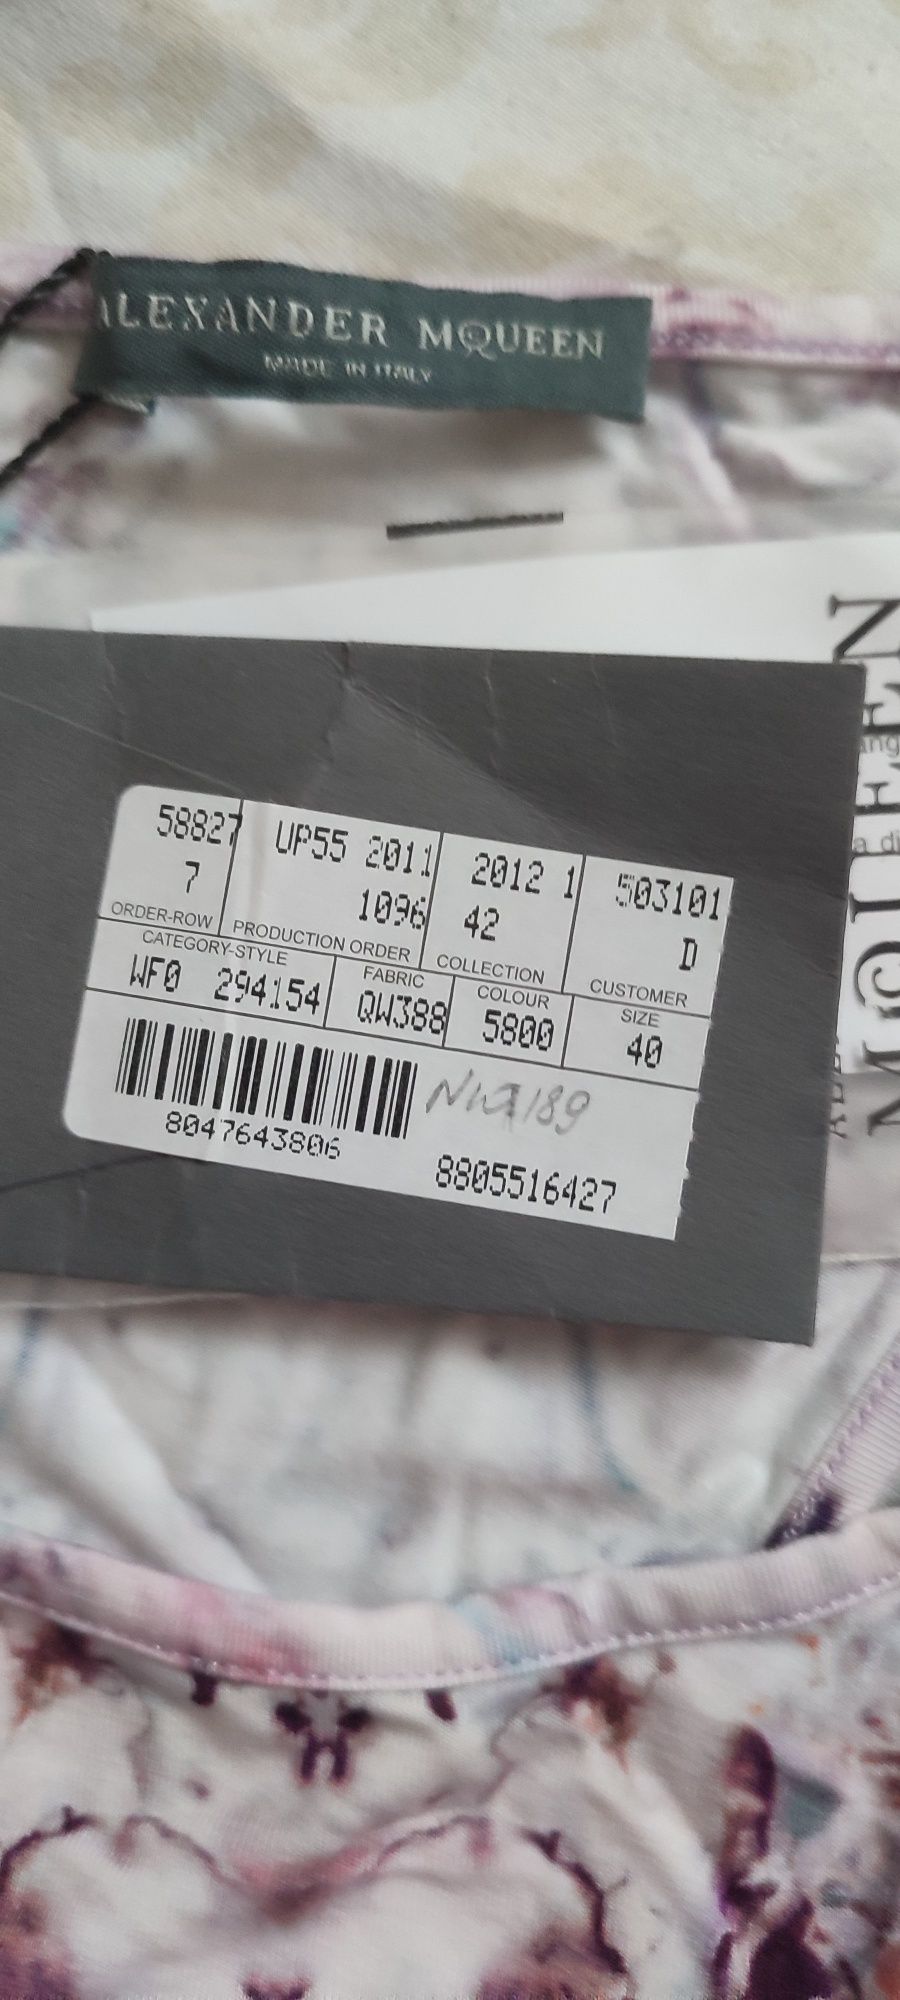 ALEXANDER MCQUEEN
MADE IN ITALY
58827 UP55 2011 2012 1 503101
7 1096 42 D
ORDER-ROW PRODUCTION ORDER COLLECTION CUSTOMER
CATEGORY-STYLE FABRIC COLOUR SIZE
WF0 294154 QW388 5800 40
8047643806
8805516427
MCQUEEN